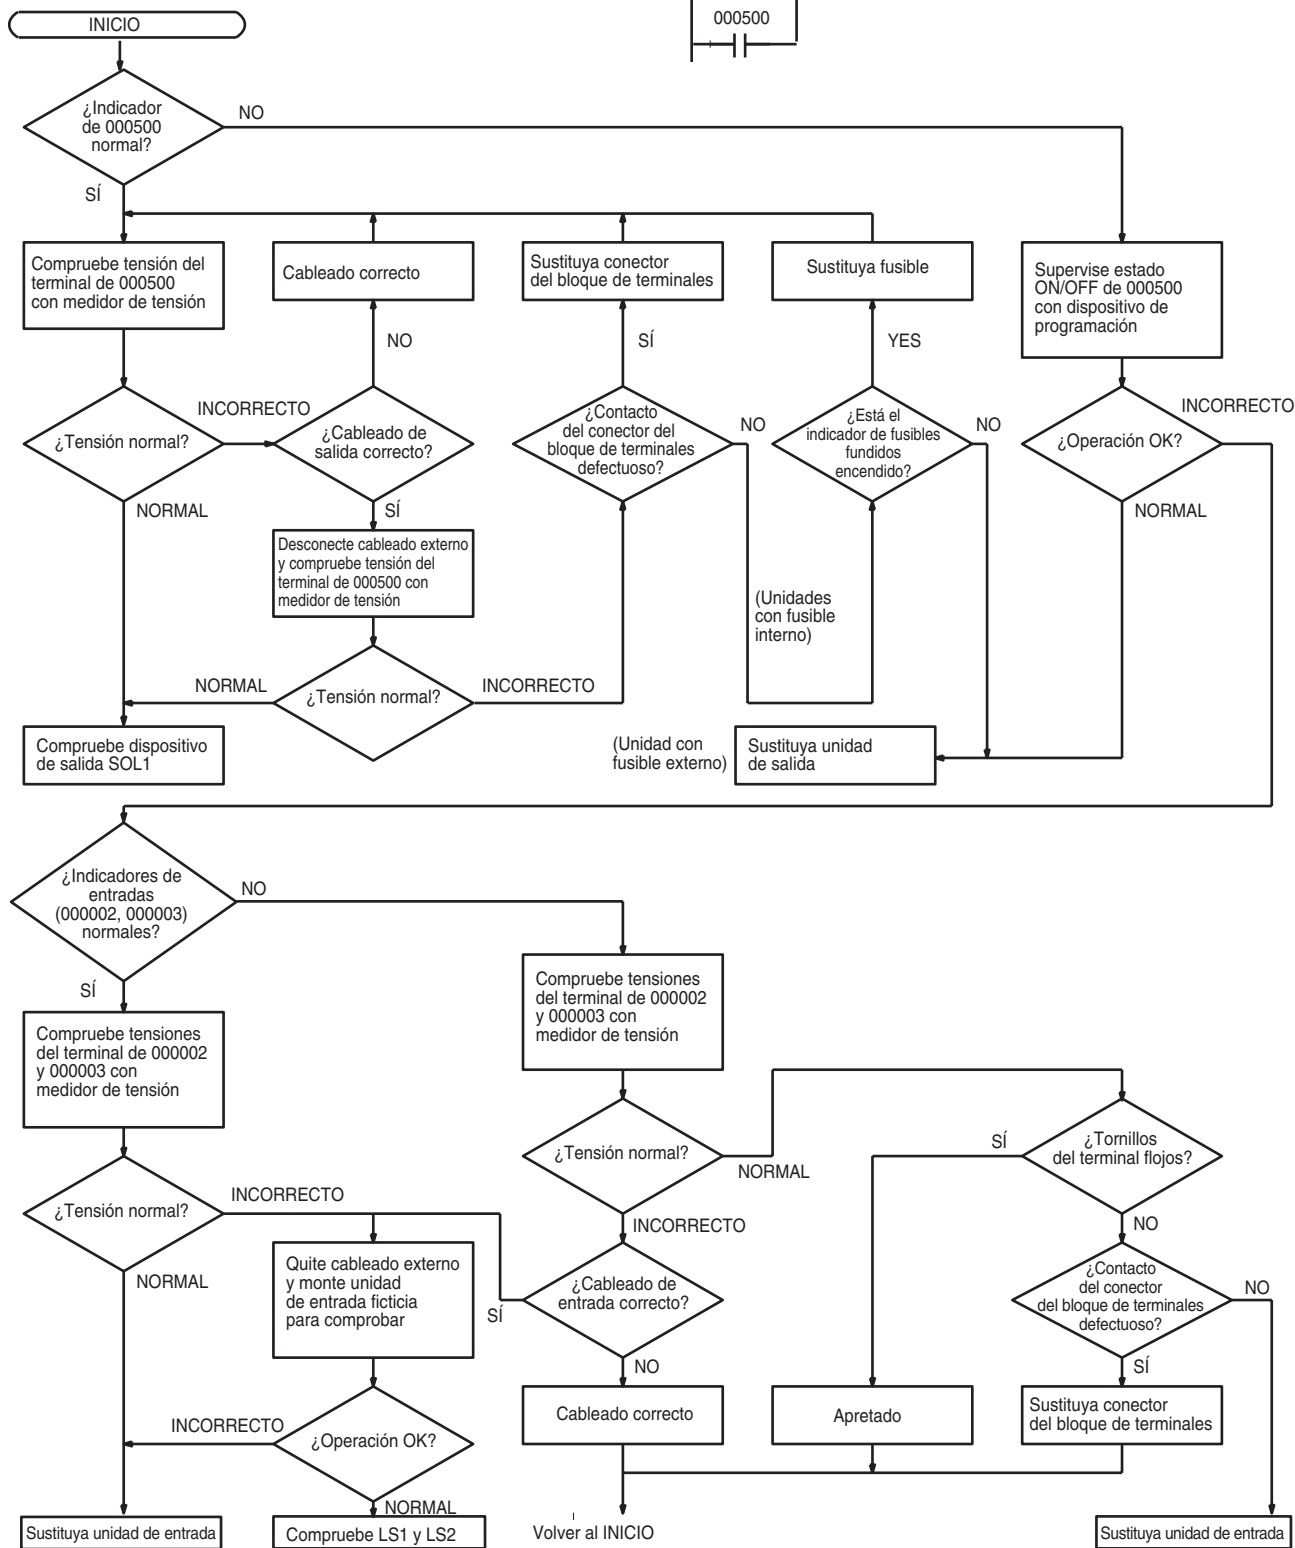 000500
INICIO
¿Indicador
de 000500
normal?
NO
SÍ
Compruebe tensión del
terminal de 000500
con medidor de tensión
Cableado correcto
Sustituya conector
del bloque de terminales
Sustituya fusible
Supervise estado
ON/OFF de 000500
con dispositivo de
programación
NO
SÍ
YES
¿Tensión normal?
INCORRECTO
¿Cableado de
salida correcto?
¿Contacto
del conector del
bloque de terminales
defectuoso?
NO
¿Está el
indicador de fusibles
fundidos
encendido?
NO
¿Operación OK?
INCORRECTO
NORMAL
SÍ
NORMAL
Desconecte cableado externo
y compruebe tensión del
terminal de 000500 con
medidor de tensión
(Unidades
con fusible
interno)
NORMAL
¿Tensión normal?
INCORRECTO
Compruebe dispositivo
de salida SOL1
(Unidad con
fusible externo)
Sustituya unidad
de salida
¿Indicadores de
entradas
(000002, 000003)
normales?
NO
SÍ
Compruebe tensiones
del terminal de 000002
y 000003 con
medidor de tensión
Compruebe tensiones
del terminal de 000002
y 000003 con
medidor de tensión
¿Tensión normal?
NORMAL
SÍ
¿Tornillos
del terminal flojos?
¿Tensión normal?
INCORRECTO
INCORRECTO
NO
NORMAL
Quite cableado externo
y monte unidad
de entrada ficticia
para comprobar
SÍ
¿Cableado de
entrada correcto?
¿Contacto
del conector
del bloque de terminales
defectuoso?
NO
NO
SÍ
Cableado correcto
Apretado
Sustituya conector
del bloque de terminales
INCORRECTO
¿Operación OK?
NORMAL
Sustituya unidad de entrada
Compruebe LS1 y LS2
Volver al INICIO
Sustituya unidad de entrada